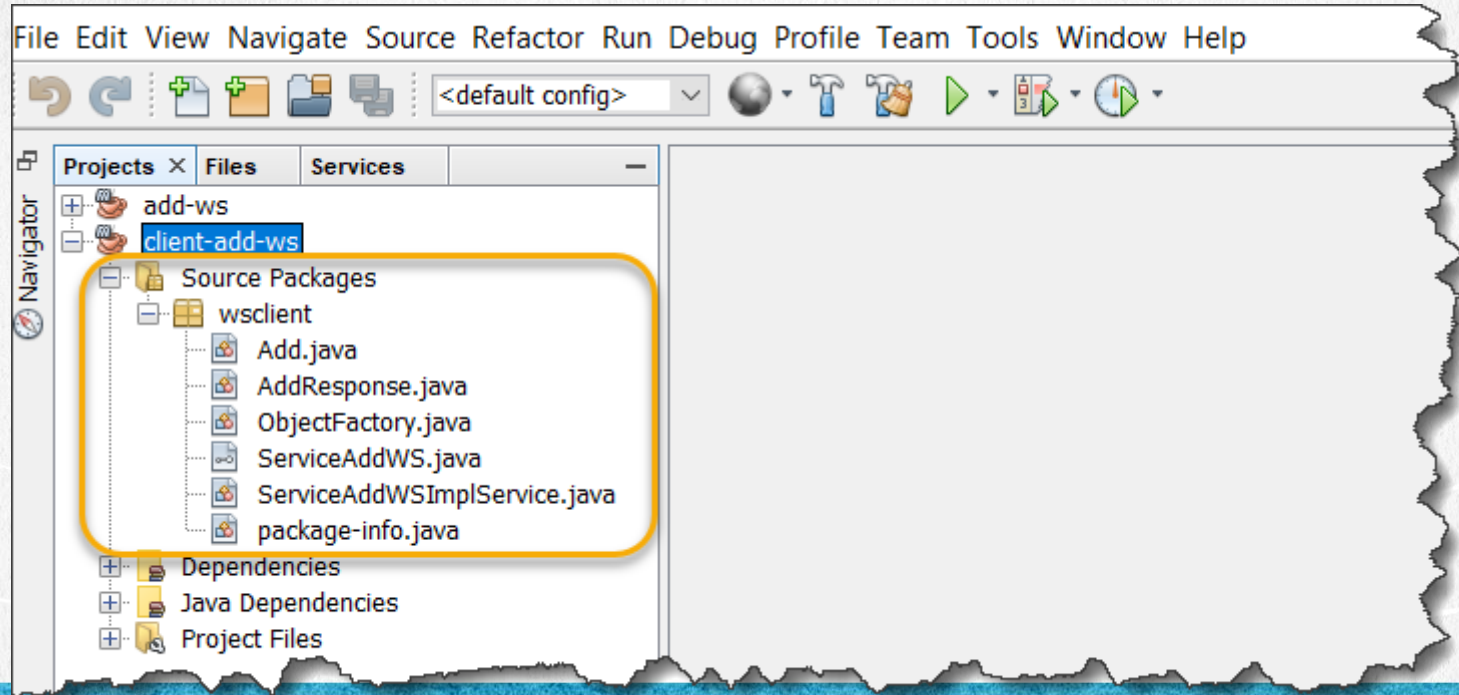 File Edit View Navigate Source Refactor Run Debug Profile Team Tools Window Help
<default config>
Projects Files Services
Navigator
add-ws
client-add-ws
Source Packages
wsclient
Add.java
AddResponse.java
ObjectFactory.java
ServiceAddWS.java
ServiceAddWSImplService.java
package-info.java
Dependencies
Java Dependencies
Project Files